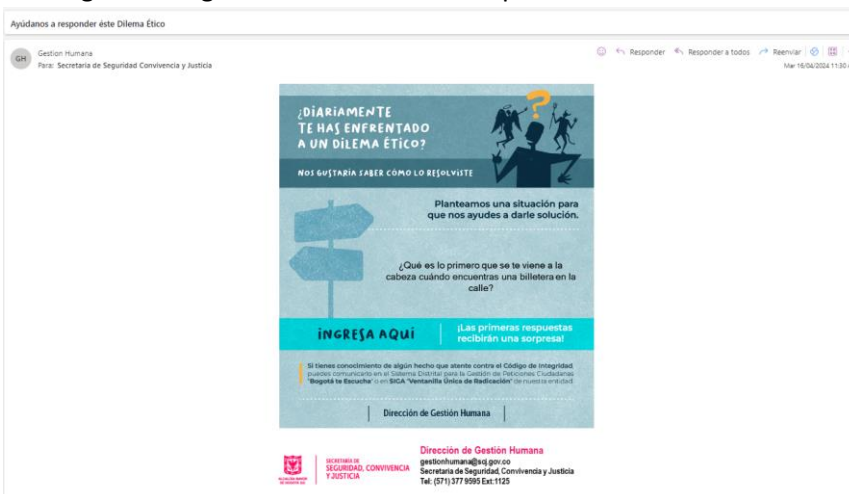 Ayúdanos a responder éste Dilema Ético
GH
Gestion Humana
Para: Secretaria de Seguridad Convivencia y Justicia
Responder
Responder a todos
Reenviar
Mar 16/04/2024 11:30
¿DIARIAMENTE
TE HAS ENFRENTADO
A UN DILEMA ÉTICO?
?
NOS GUSTARÍA SABER CÓMO LO RESOLVISTE
Planteamos una situación para
que nos ayudes a darle solución.
¿Qué es lo primero que se te viene a la
cabeza cuándo encuentras una billetera en la
calle?
INGRESA AQUÍ
¡Las primeras respuestas
recibirán una sorpresa!
Si tienes conocimiento de algún hecho que atente contra el Código de Integridad,
puedes comunicarlo en el Sistema Distrital para la Gestión de Peticiones Ciudadanas
"Bogotá te Escucha" o en SIGA "Ventanilla Única de Radicación" de nuestra entidad
Dirección de Gestión Humana
ALCALDÍA MAYOR
DE BOGOTÁ D.C.
SECRETARÍA DE
SEGURIDAD, CONVIVENCIA
Y JUSTICIA
Dirección de Gestión Humana
gestionhumana@scj.gov.co
Secretaria de Seguridad, Convivencia y Justicia
Tel: (571) 377 9595 Ext:1125